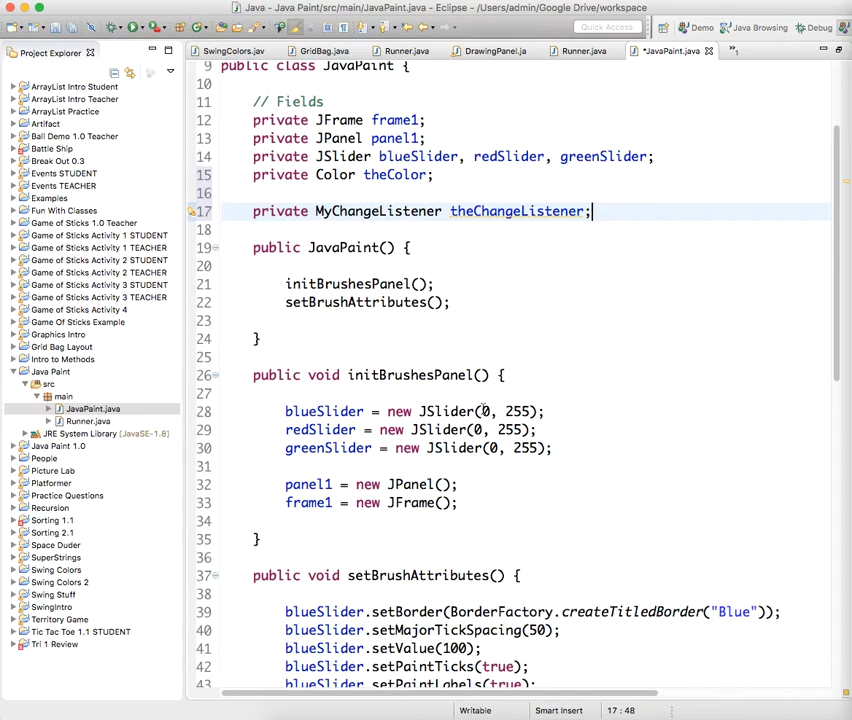 Java - Java Paint/src/main/JavaPaint.java - Eclipse - /Users/admin/Google Drive/workspace
Quick Access
Demo
Java Browsing
Debug
Project Explorer
SwingColors.jav
GridBag.java
Runner.java
DrawingPanel.ja
Runner.java
*JavaPaint.java
»1
ArrayList Intro Student
ArrayList Intro Teacher
ArrayList Practice
Artifact
Ball Demo 1.0 Teacher
Battle Ship
Break Out 0.3
Events STUDENT
Events TEACHER
Examples
Fun With Classes
Game of Sticks 1.0 Teacher
Game of Sticks Activity 1 STUDENT
Game of Sticks Activity 1 TEACHER
Game of Sticks Activity 2 STUDENT
Game of Sticks Activity 2 TEACHER
Game of Sticks Activity 3 STUDENT
Game of Sticks Activity 3 TEACHER
Game of Sticks Activity 4
Game Of Sticks Example
Graphics Intro
Grid Bag Layout
Intro to Methods
Java Paint
src
main
JavaPaint.java
Runner.java
JRE System Library [JavaSE-1.8]
Java Paint 1.0
People
Picture Lab
Platformer
Practice Questions
Recursion
Sorting 1.1
Sorting 2.1
Space Duder
SuperStrings
Swing Colors
Swing Colors 2
Swing Stuff
SwingIntro
Territory Game
Tic Tac Toe 1.1 STUDENT
Tri 1 Review
9 public class JavaPaint {
10
11 // Fields
12 private JFrame frame1;
13 private JPanel panel1;
14 private JSlider blueSlider, redSlider, greenSlider;
15 private Color theColor;
16
17 private MyChangeListener theChangeListener;
18
19 public JavaPaint() {
20
21 initBrushesPanel();
22 setBrushAttributes();
23
24 }
25
26 public void initBrushesPanel() {
27
28 blueSlider = new JSlider(0, 255);
29 redSlider = new JSlider(0, 255);
30 greenSlider = new JSlider(0, 255);
31
32 panel1 = new JPanel();
33 frame1 = new JFrame();
34
35 }
36
37 public void setBrushAttributes() {
38
39 blueSlider.setBorder(BorderFactory.createTitledBorder("Blue"));
40 blueSlider.setMajorTickSpacing(50);
41 blueSlider.setValue(100);
42 blueSlider.setPaintTicks(true);
43 blueSlider.setPaintLabels(true);
Writable
Smart Insert
17 : 48